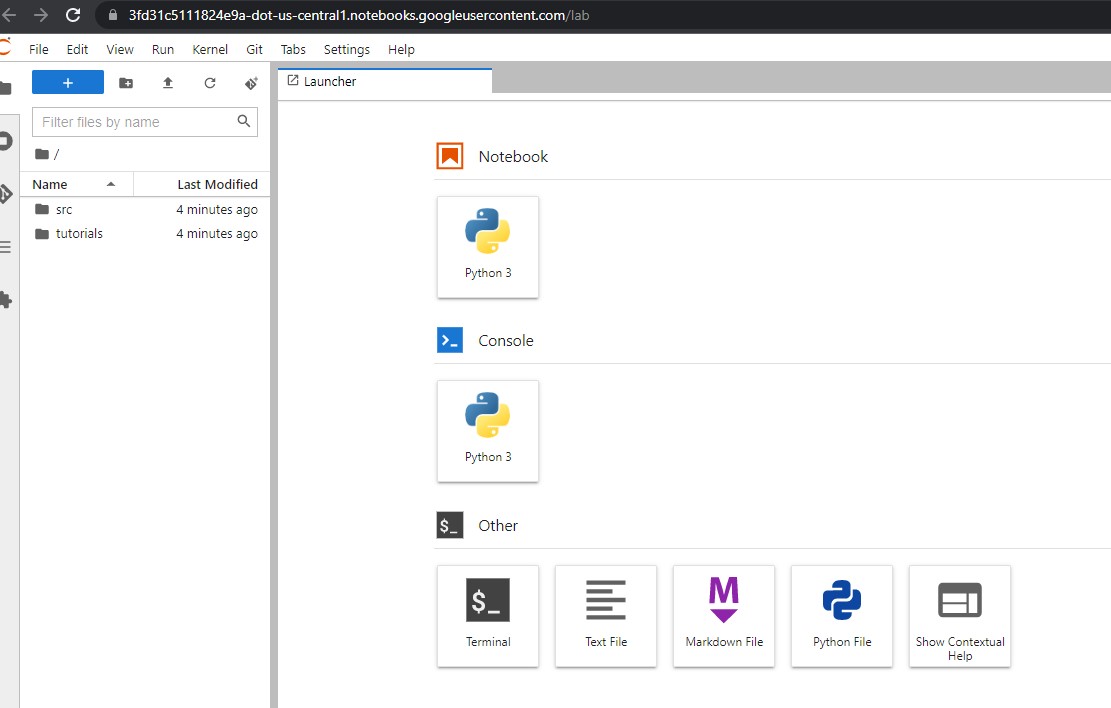 3fd31c5111824e9a-dot-us-central1.notebooks.googleusercontent.com/lab
File Edit View Run Kernel Git Tabs Settings Help
+
Launcher
Filter files by name
/
Name Last Modified
src 4 minutes ago
tutorials 4 minutes ago
Notebook
Python 3
Console
Python 3
$_ Other
$_
M
Terminal Text File Markdown File Python File Show Contextual
Help